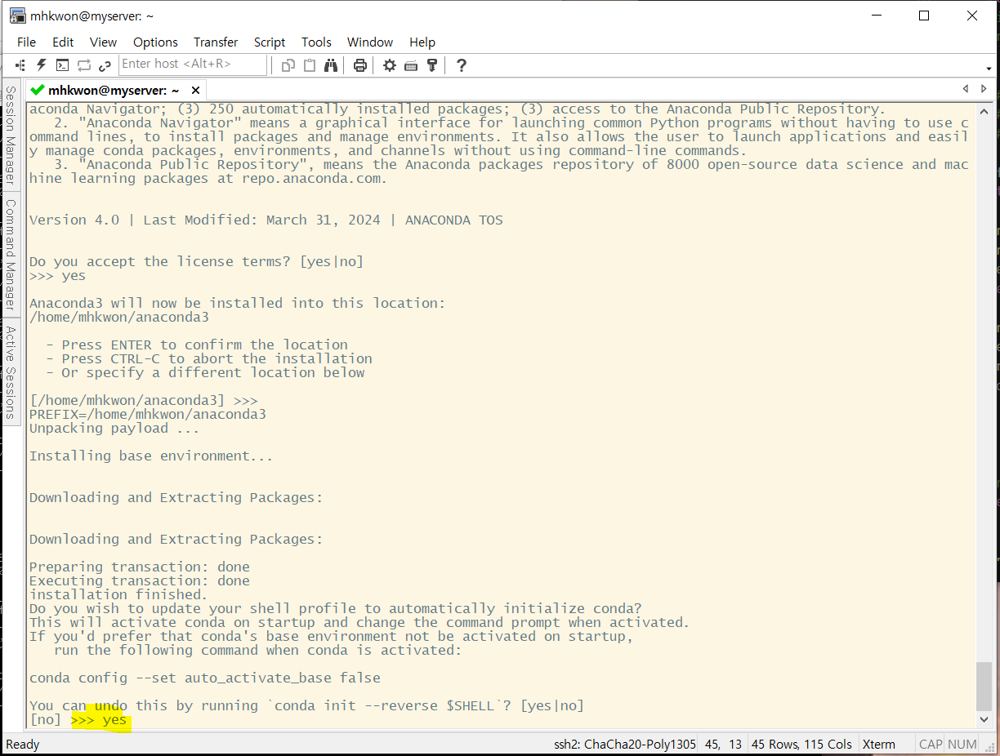 mhkwon@myserver: ~
File Edit View Options Transfer Script Tools Window Help
Enter host <Alt+R>
mhkwon@myserver: ~
Session Manager
Command Manager
Active Sessions
aconda Navigator; (3) 250 automatically installed packages; (3) access to the Anaconda Public Repository.
2. "Anaconda Navigator" means a graphical interface for launching common Python programs without having to use c
ommand lines, to install packages and manage environments. It also allows the user to launch applications and easil
y manage conda packages, environments, and channels without using command-line commands.
3. "Anaconda Public Repository", means the Anaconda packages repository of 8000 open-source data science and mac
hine learning packages at repo.anaconda.com.
Version 4.0 | Last Modified: March 31, 2024 | ANACONDA TOS
Do you accept the license terms? [yes|no]
>>> yes
Anaconda3 will now be installed into this location:
/home/mhkwon/anaconda3
- Press ENTER to confirm the location
- Press CTRL-C to abort the installation
- Or specify a different location below
[/home/mhkwon/anaconda3] >>>
PREFIX=/home/mhkwon/anaconda3
Unpacking payload ...
Installing base environment...
Downloading and Extracting Packages:
Downloading and Extracting Packages:
Preparing transaction: done
Executing transaction: done
installation finished.
Do you wish to update your shell profile to automatically initialize conda?
This will activate conda on startup and change the command prompt when activated.
If you'd prefer that conda's base environment not be activated on startup,
run the following command when conda is activated:
conda config --set auto_activate_base false
You can undo this by running `conda init --reverse $SHELL`? [yes|no]
[no] >>> yes
Ready ssh2: ChaCha20-Poly1305 45, 13 45 Rows, 115 Cols Xterm CAP NUM